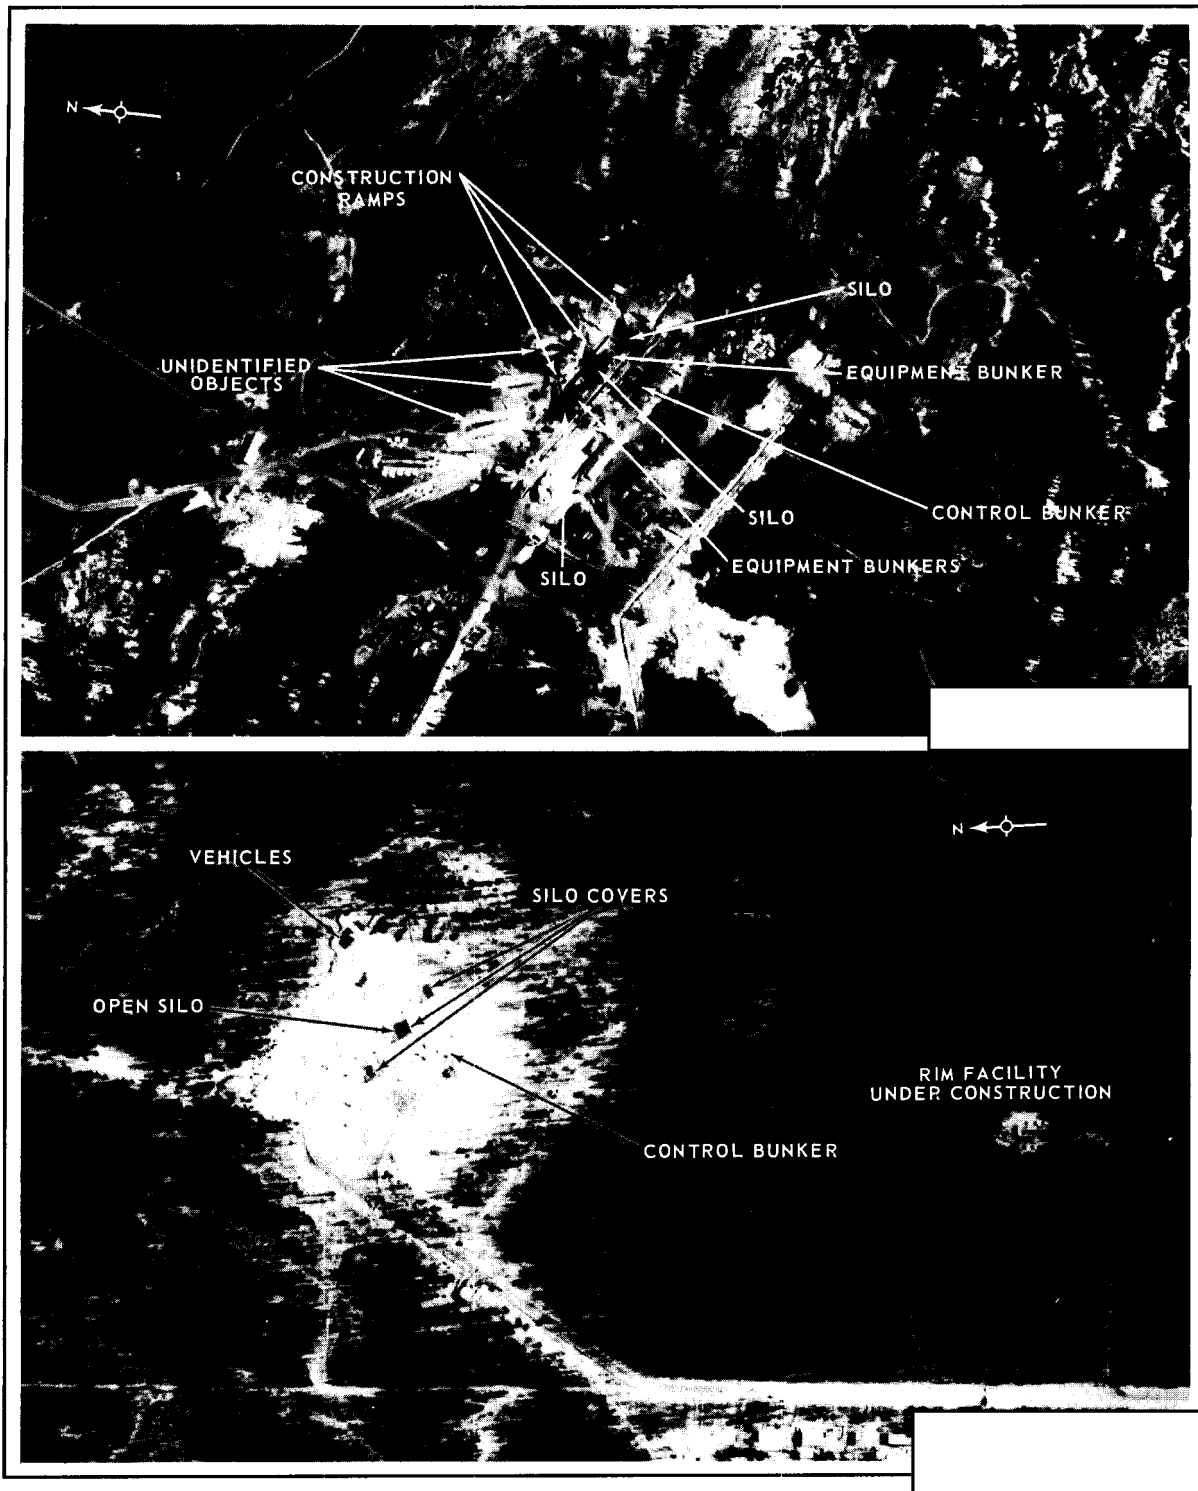 N
CONSTRUCTION
RAMPS
SILO
UNIDENTIFIED
OBJECTS
EQUIPMENT BUNKER
SILO
CONTROL BUNKER
EQUIPMENT BUNKERS
SILO
N
VEHICLES
SILO COVERS
OPEN SILO
RIM FACILITY
UNDER CONSTRUCTION
CONTROL BUNKER